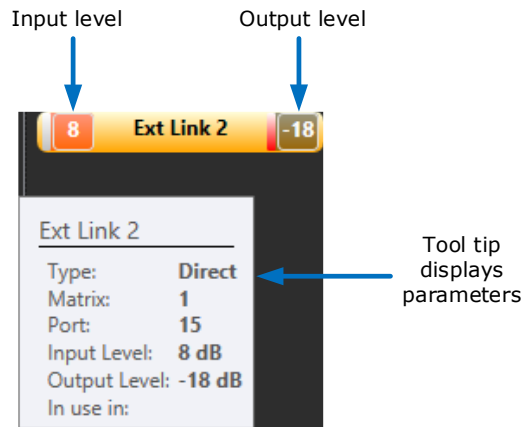 Input level
Output level
8 Ext Link 2 -18
Ext Link 2
Type: Direct
Matrix: 1
Port: 15
Input Level: 8 dB
Output Level: -18 dB
In use in:
Tool tip
displays
parameters